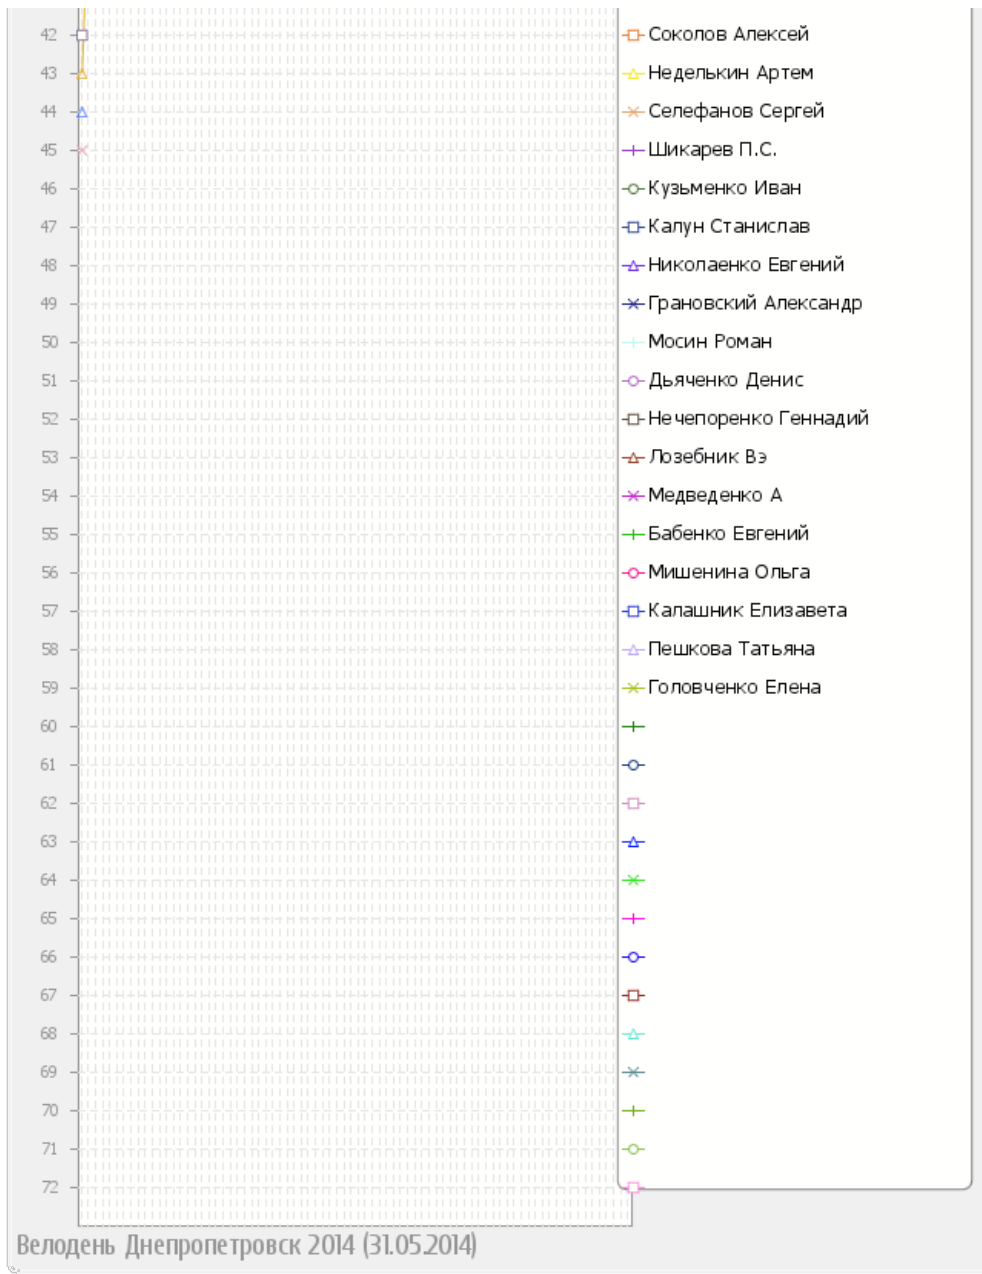 42 Соколов Алексей
43 Неделькин Артем
44 Селефанов Сергей
45 Шикарев П.С.
46 Кузьменко Иван
47 Калун Станислав
48 Николаенко Евгений
49 Грановский Александр
50 Мосин Роман
51 Дьяченко Денис
52 Нечепоренко Геннадий
53 Лозебник Вэ
54 Медведенко А
55 Бабенко Евгений
56 Мишенина Ольга
57 Калашник Елизавета
58 Пешкова Татьяна
59 Головченко Елена
60
61
62
63
64
65
66
67
68
69
70
71
72
Велодень Днепропетровск 2014 (31.05.2014)